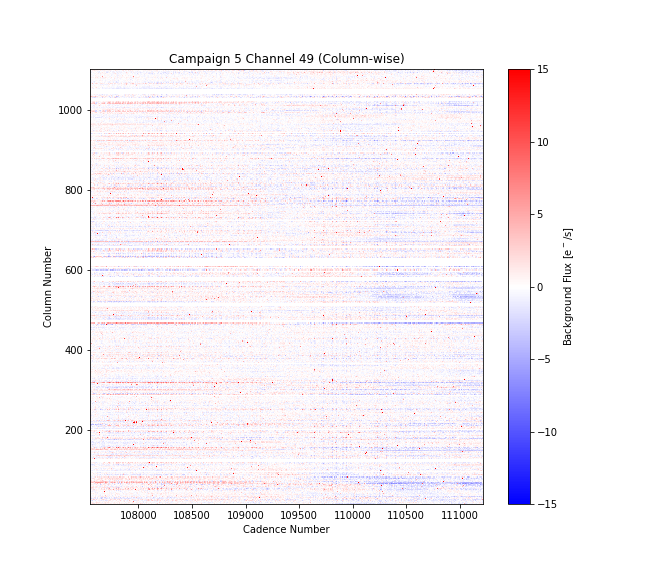 Campaign 5 Channel 49 (Column-wise)
1000
800
600
400
200
Column Number
108000 108500 109000 109500 110000 110500 111000
Cadence Number
15
10
5
0
−5
−10
−15
Background Flux [e⁻/s]